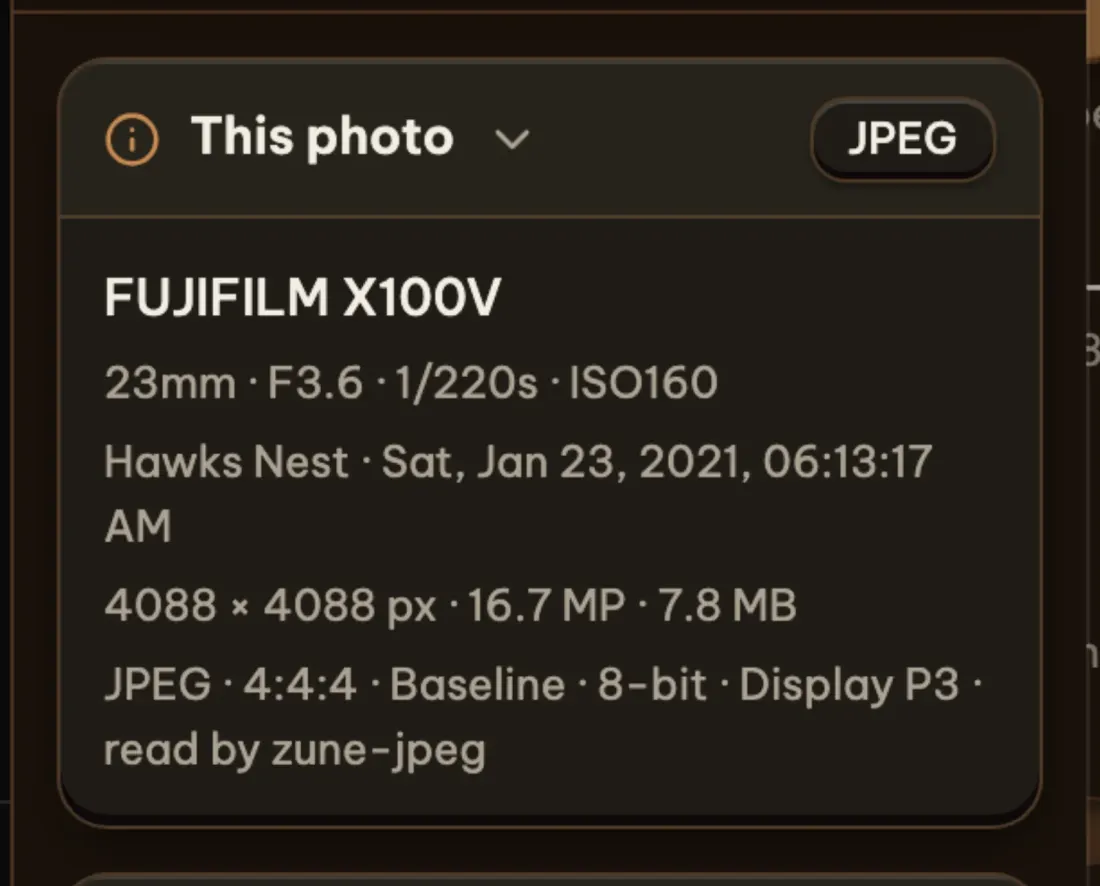 This photo
JPEG
FUJIFILM X100V
23mm · F3.6 · 1/220s · ISO160
Hawks Nest · Sat, Jan 23, 2021, 06:13:17
AM
4088 × 4088 px · 16.7 MP · 7.8 MB
JPEG · 4:4:4 · Baseline · 8-bit · Display P3 ·
read by zune-jpeg